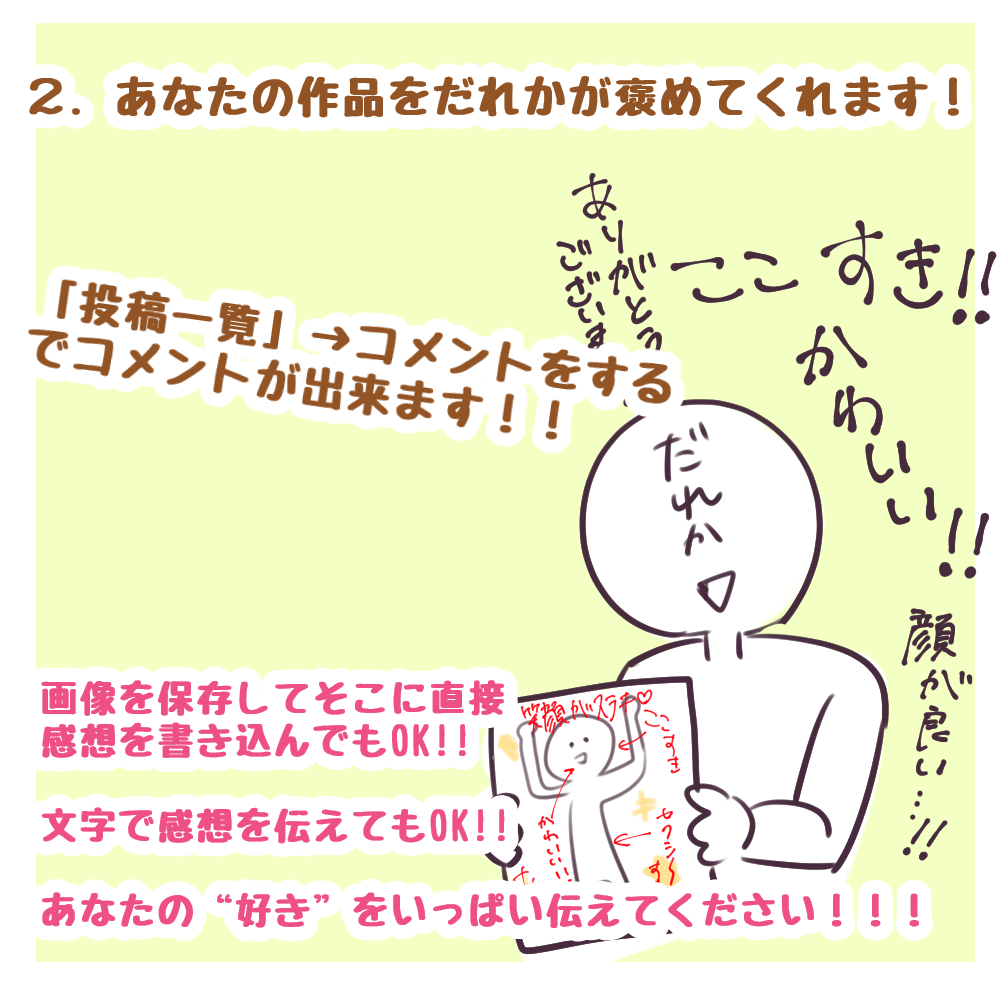 ２．あなたの作品をだれかが褒めてくれます！
ありがとう
ございま
ここすき!!
かわいい!!
顔が良い…!!
「投稿一覧」→コメントをする
でコメントが出来ます！！
だれか
画像を保存してそこに直接
感想を書き込んでもOK!!
文字で感想を伝えてもOK!!
あなたの“好き”をいっぱい伝えてください！！！
笑顔がステキ♡
←ここすき
かわいい!!
セクシ〜
す